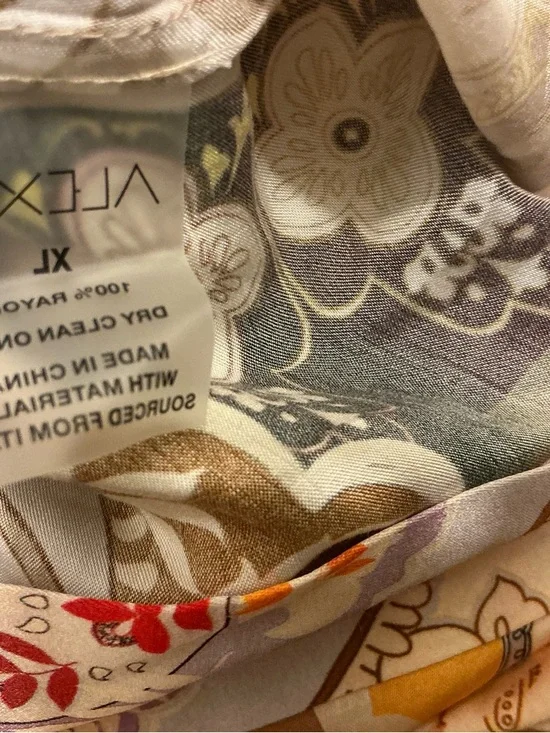 ALEX
XL
100% RAYO
DRY CLEAN ON
MADE IN CHINA
WITH MATERIAL
SOURCED FROM IT